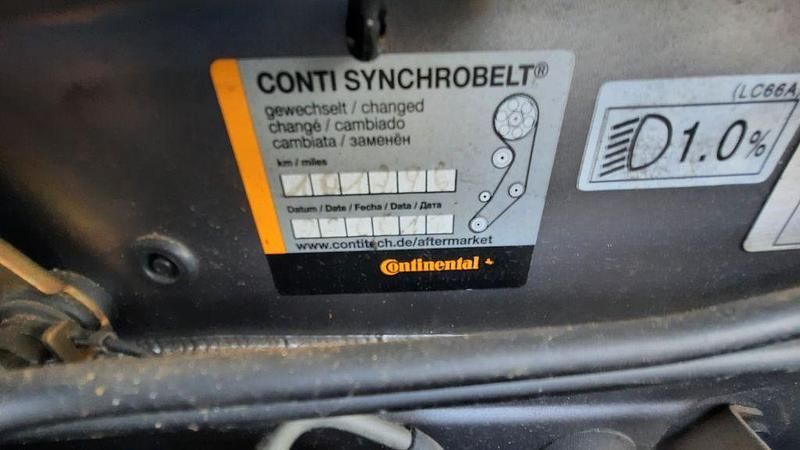 CONTI SYNCHROBELT®
gewechselt / changed
changé / cambiado
cambiata / заменён
km / miles
Datum / Date / Fecha / Data / Дата
www.contitech.de/aftermarket
Continental
(LC66A)
1.0%